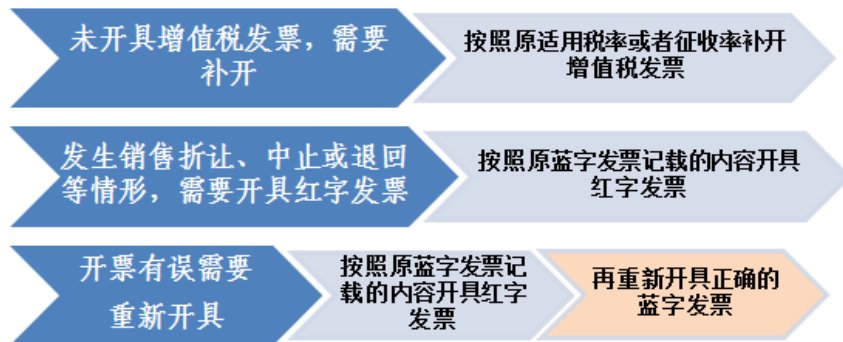 未开具增值税发票，需要
补开
按照原适用税率或者征收率补开
增值税发票
发生销售折让、中止或退回
等情形，需要开具红字发票
按照原蓝字发票记载的内容开具
红字发票
开票有误需要
重新开具
按照原蓝字发票记
载的内容开具红字
发票
再重新开具正确的
蓝字发票